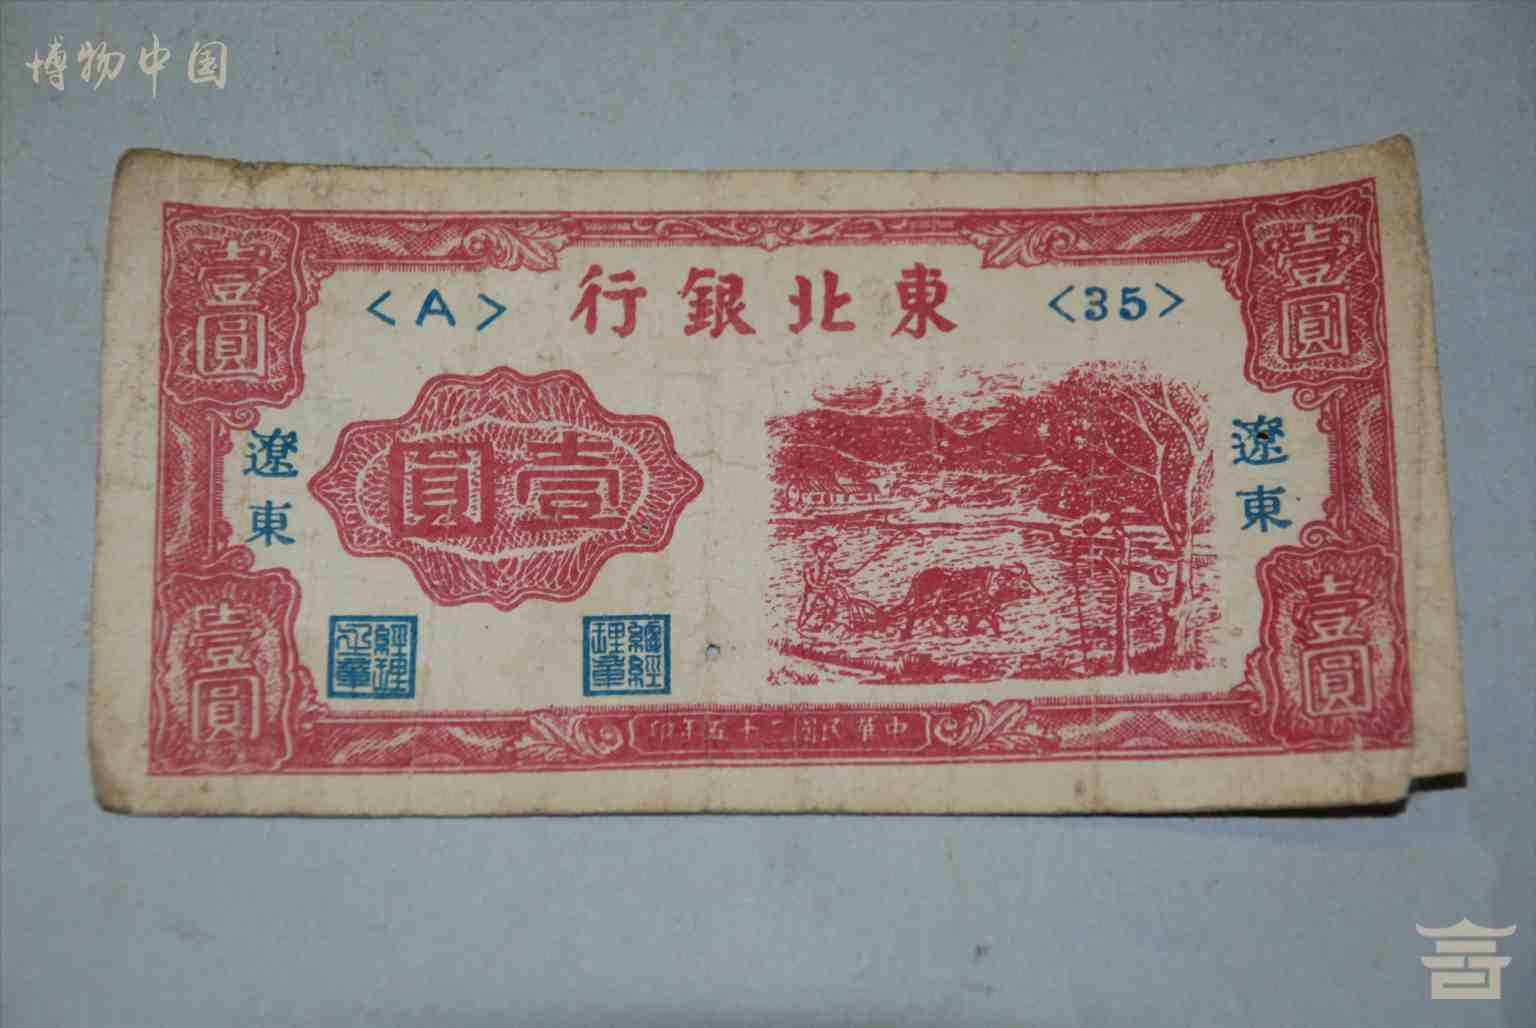 博物中国
東北銀行
<35>
<A>
壹圓
壹圓
壹圓
遼東
遼東
經理之章
總經理章
壹圓
壹圓
中華民國三十五年印